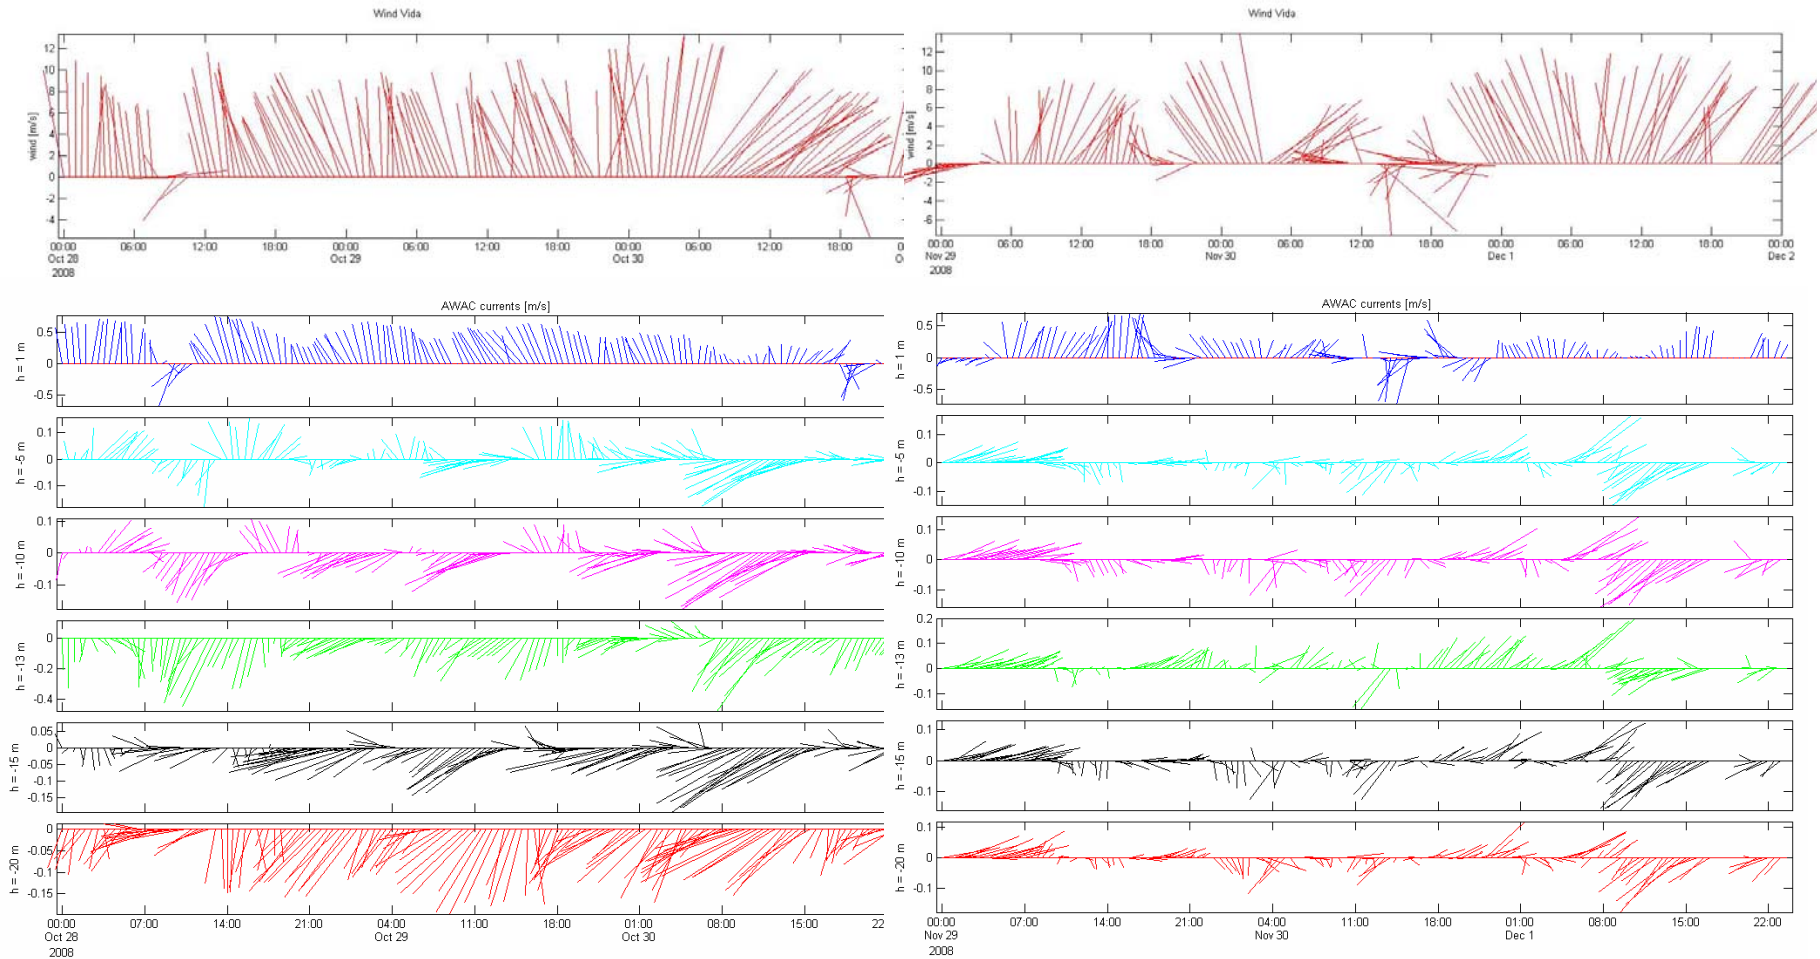 Wind Vida
wind [m/s]
12
10
8
6
4
2
0
-2
-4
00:00 06:00 12:00 18:00 00:00 06:00 12:00 18:00 00:00 06:00 12:00 18:00 0
Oct 28 Oct 29 Oct 30
2008
Wind Vida
wind [m/s]
12
10
8
6
4
2
0
-2
-4
-6
00:00 06:00 12:00 18:00 00:00 06:00 12:00 18:00 00:00 06:00 12:00 18:00 00:00
Nov 29 Nov 30 Dec 1 Dec 2
2008
AWAC currents [m/s]
h = 1 m
0.5
0
-0.5
h = -5 m
0.1
0
-0.1
h = -10 m
0.1
0
-0.1
h = -13 m
0
-0.2
-0.4
h = -15 m
0.05
0
-0.05
-0.1
-0.15
h = -20 m
0
-0.05
-0.1
-0.15
00:00 07:00 14:00 21:00 04:00 11:00 18:00 01:00 08:00 15:00 22
Oct 28 Oct 29 Oct 30
2008
AWAC currents [m/s]
h = 1 m
0.5
0
-0.5
h = -5 m
0.1
0
-0.1
h = -10 m
0.1
0
-0.1
h = -13 m
0.2
0.1
0
-0.1
h = -15 m
0.1
0
-0.1
h = -20 m
0.1
0
-0.1
00:00 07:00 14:00 21:00 04:00 11:00 18:00 01:00 08:00 15:00 22:00
Nov 29 Nov 30 Dec 1
2008